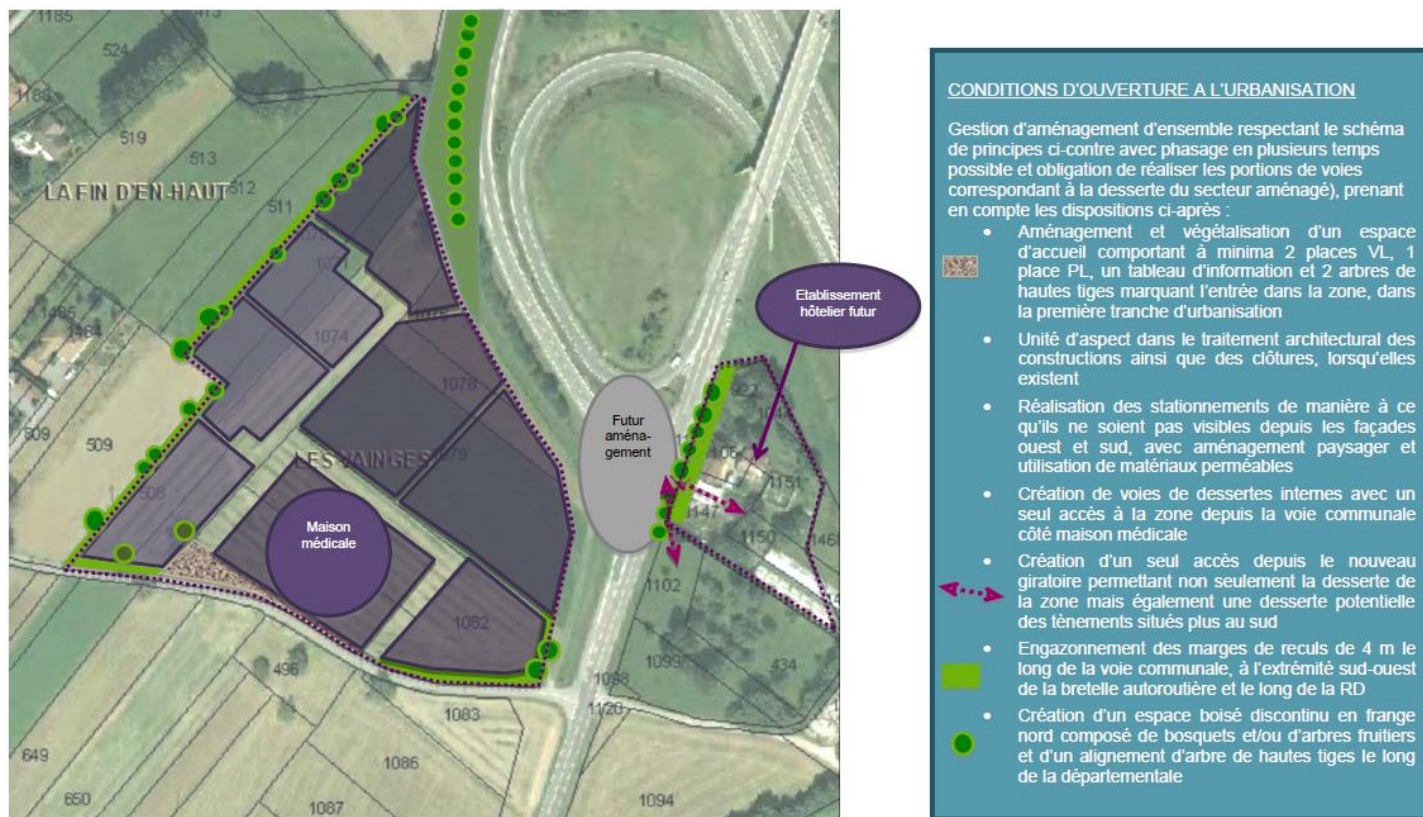 1185
473
524
1186
519
513
LA FIN D'EN-HAUT
512
511
1074
1485
1464
1078
809
509
LES VAINGES
1079
508
Maison
médicale
1082
496
1083
649
1086
650
1087
Futur
aména-
gement
Etablissement
hôtelier futur
922
106
1151
1147
1150
1102
1099
434
1098
1120
1094
CONDITIONS D'OUVERTURE A L'URBANISATION
Gestion d'aménagement d'ensemble respectant le schéma
de principes ci-contre avec phasage en plusieurs temps
possible et obligation de réaliser les portions de voies
correspondant à la desserte du secteur aménagé), prenant
en compte les dispositions ci-après :
• Aménagement et végétalisation d'un espace
d'accueil comportant à minima 2 places VL, 1
place PL, un tableau d'information et 2 arbres de
hautes tiges marquant l'entrée dans la zone, dans
la première tranche d'urbanisation
• Unité d'aspect dans le traitement architectural des
constructions ainsi que des clôtures, lorsqu'elles
existent
• Réalisation des stationnements de manière à ce
qu'ils ne soient pas visibles depuis les façades
ouest et sud, avec aménagement paysager et
utilisation de matériaux perméables
• Création de voies de dessertes internes avec un
seul accès à la zone depuis la voie communale
côté maison médicale
• Création d'un seul accès depuis le nouveau
giratoire permettant non seulement la desserte de
la zone mais également une desserte potentielle
des tènements situés plus au sud
• Engazonnement des marges de reculs de 4 m le
long de la voie communale, à l'extrémité sud-ouest
de la bretelle autoroutière et le long de la RD
• Création d'un espace boisé discontinu en frange
nord composé de bosquets et/ou d'arbres fruitiers
et d'un alignement d'arbre de hautes tiges le long
de la départementale